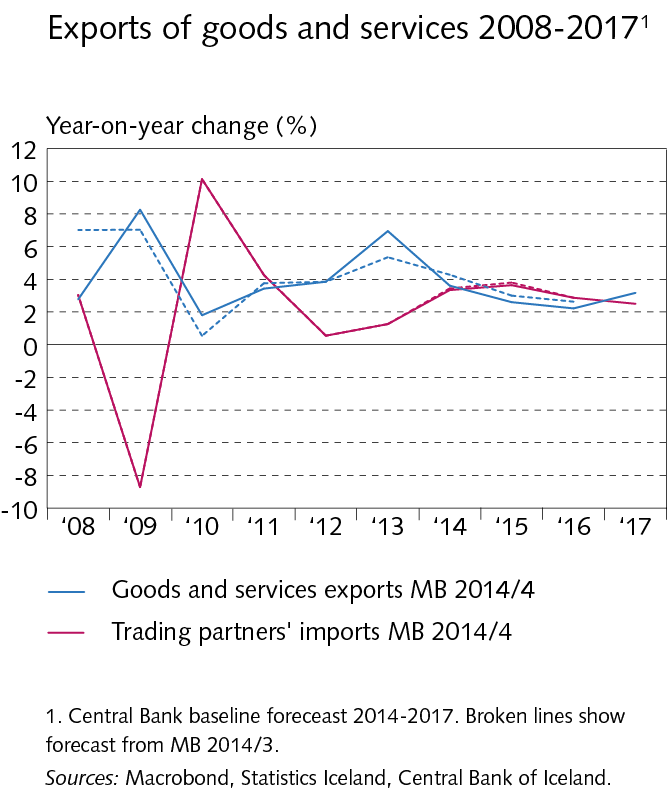 Exports of goods and services 2008-2017¹
Year-on-year change (%)
12
10
8
6
4
2
0
-2
-4
-6
-8
-10
‘08 ‘09 ‘10 ‘11 ‘12 ‘13 ‘14 ‘15 ‘16 ‘17
Goods and services exports MB 2014/4
Trading partners' imports MB 2014/4
1. Central Bank baseline foreceast 2014-2017. Broken lines show
forecast from MB 2014/3.
Sources: Macrobond, Statistics Iceland, Central Bank of Iceland.